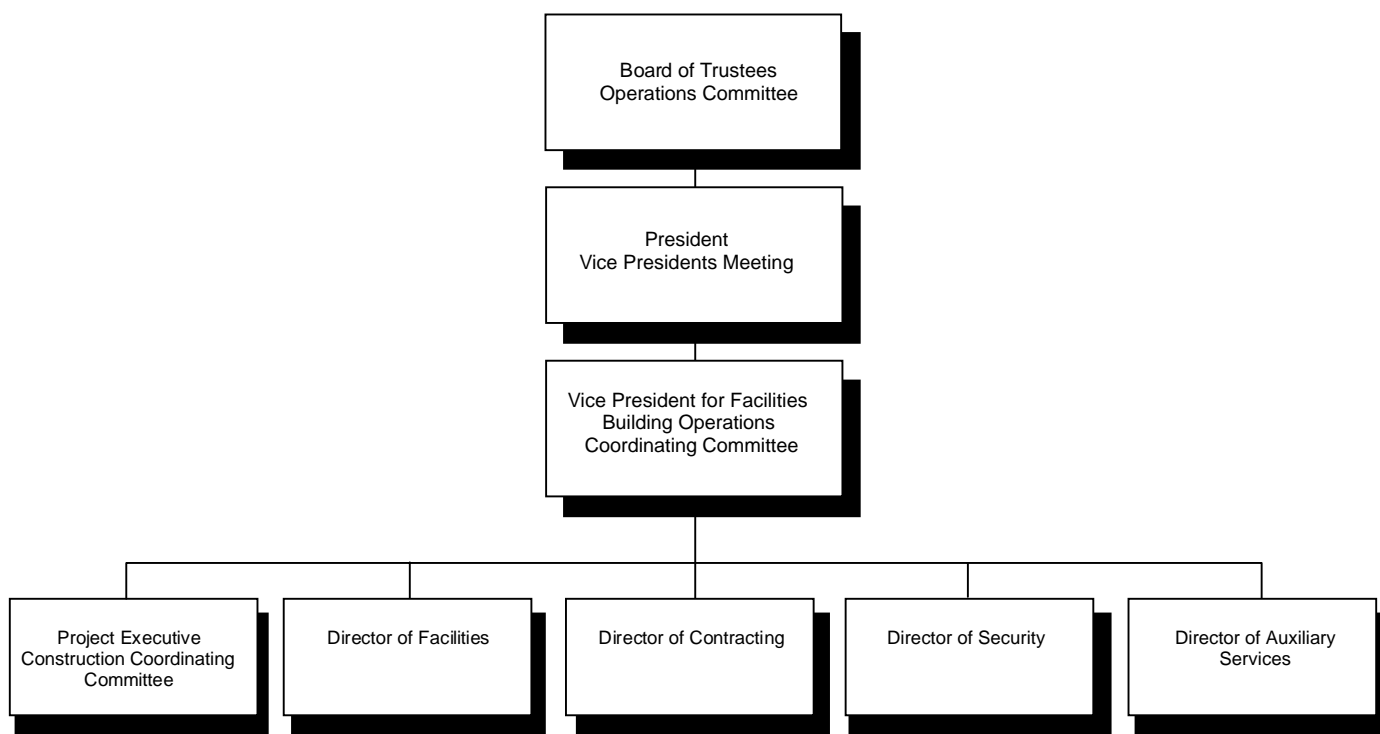 Board of Trustees
Operations Committee
President
Vice Presidents Meeting
Vice President for Facilities
Building Operations
Coordinating Committee
Project Executive
Construction Coordinating
Committee
Director of Facilities
Director of Contracting
Director of Security
Director of Auxiliary
Services